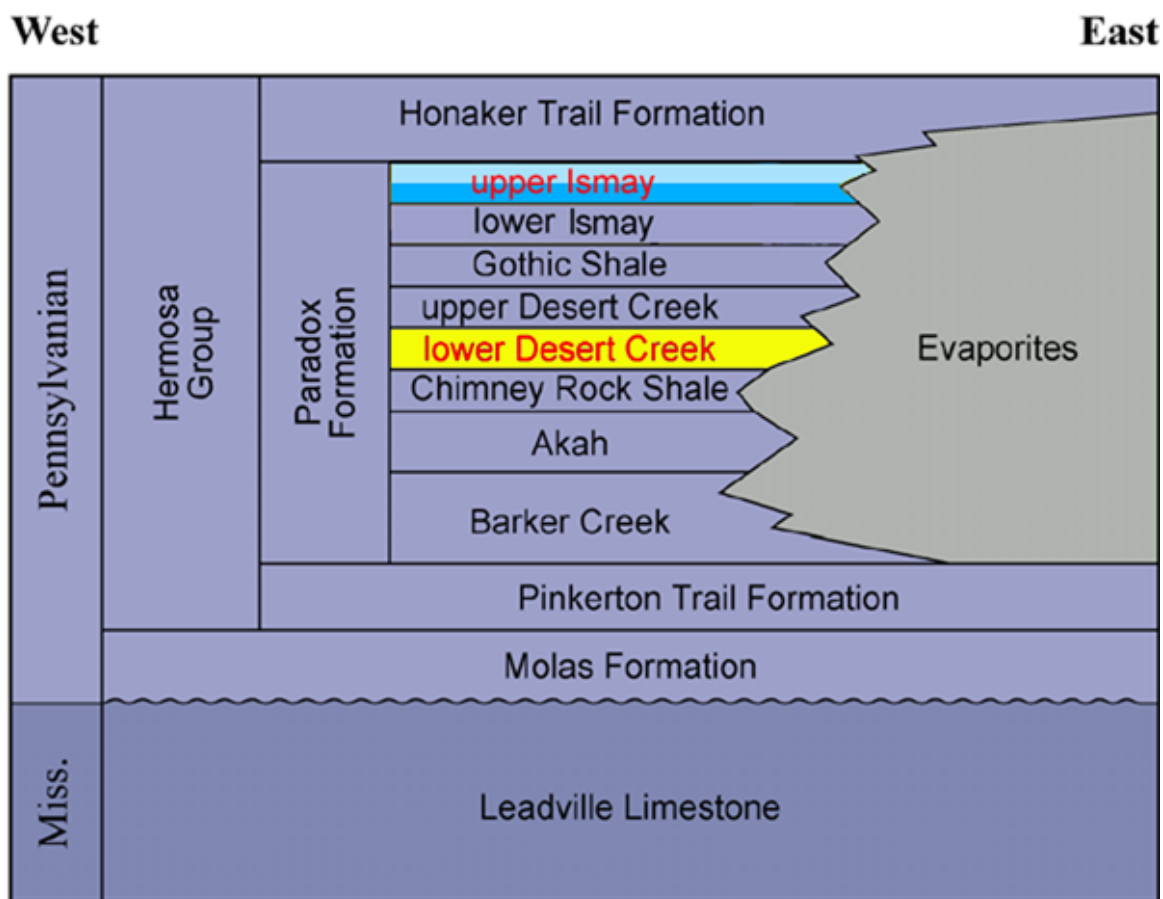 West
East
Honaker Trail Formation
upper Ismay
lower Ismay
Gothic Shale
upper Desert Creek
lower Desert Creek
Chimney Rock Shale
Akah
Barker Creek
Evaporites
Pinkerton Trail Formation
Molas Formation
Leadville Limestone
Pennsylvanian
Hermosa
Group
Paradox
Formation
Miss.